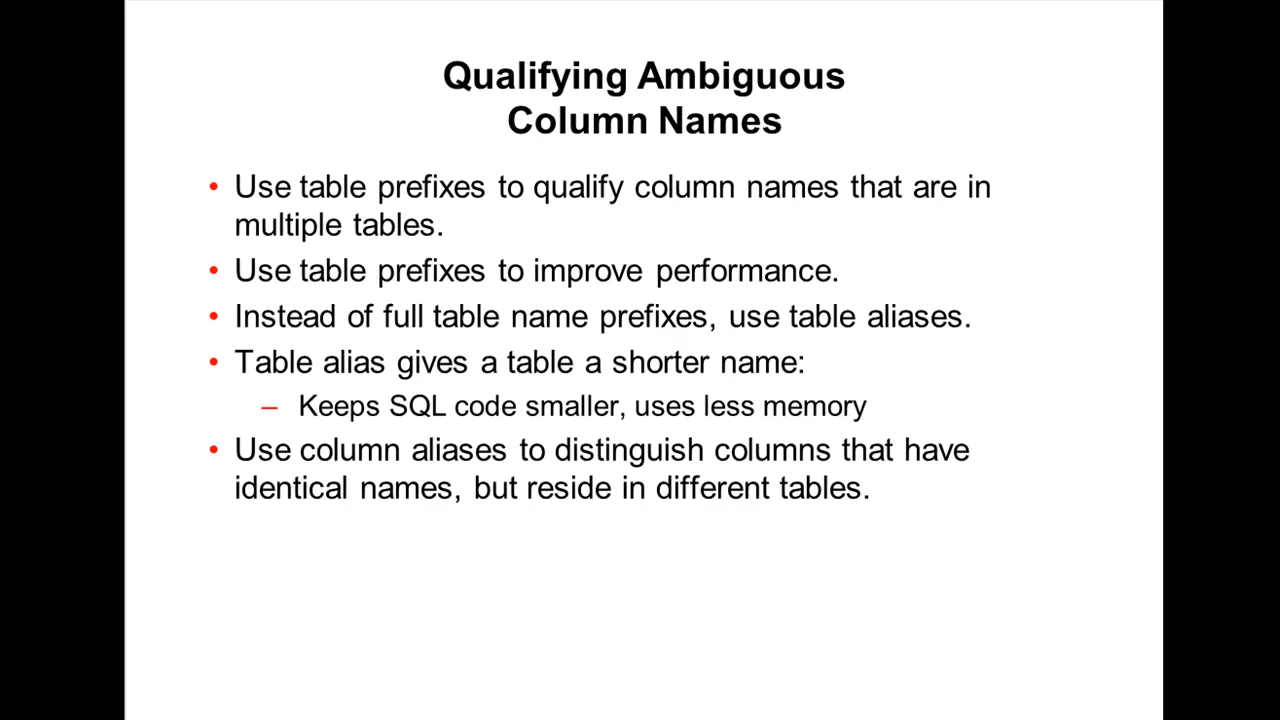 Qualifying Ambiguous
Column Names
• Use table prefixes to qualify column names that are in
multiple tables.
• Use table prefixes to improve performance.
• Instead of full table name prefixes, use table aliases.
• Table alias gives a table a shorter name:
– Keeps SQL code smaller, uses less memory
• Use column aliases to distinguish columns that have
identical names, but reside in different tables.